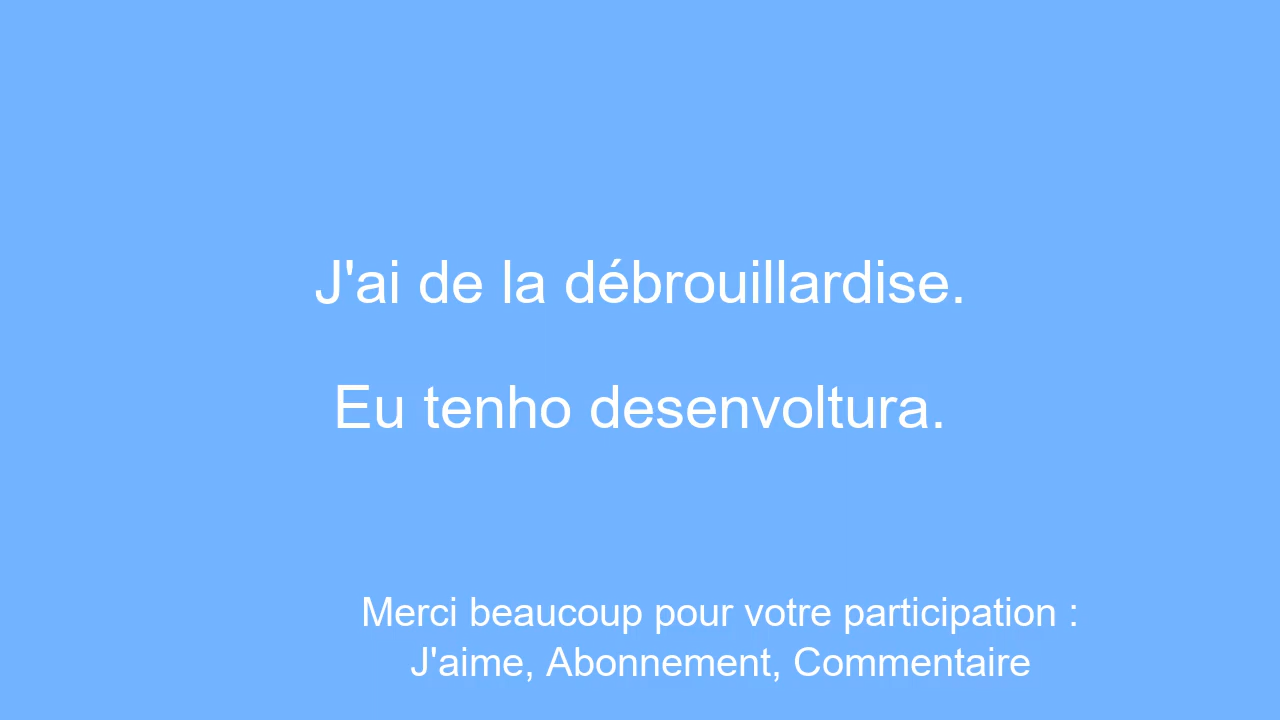 J'ai de la débrouillardise.
Eu tenho desenvoltura.
Merci beaucoup pour votre participation :
J'aime, Abonnement, Commentaire